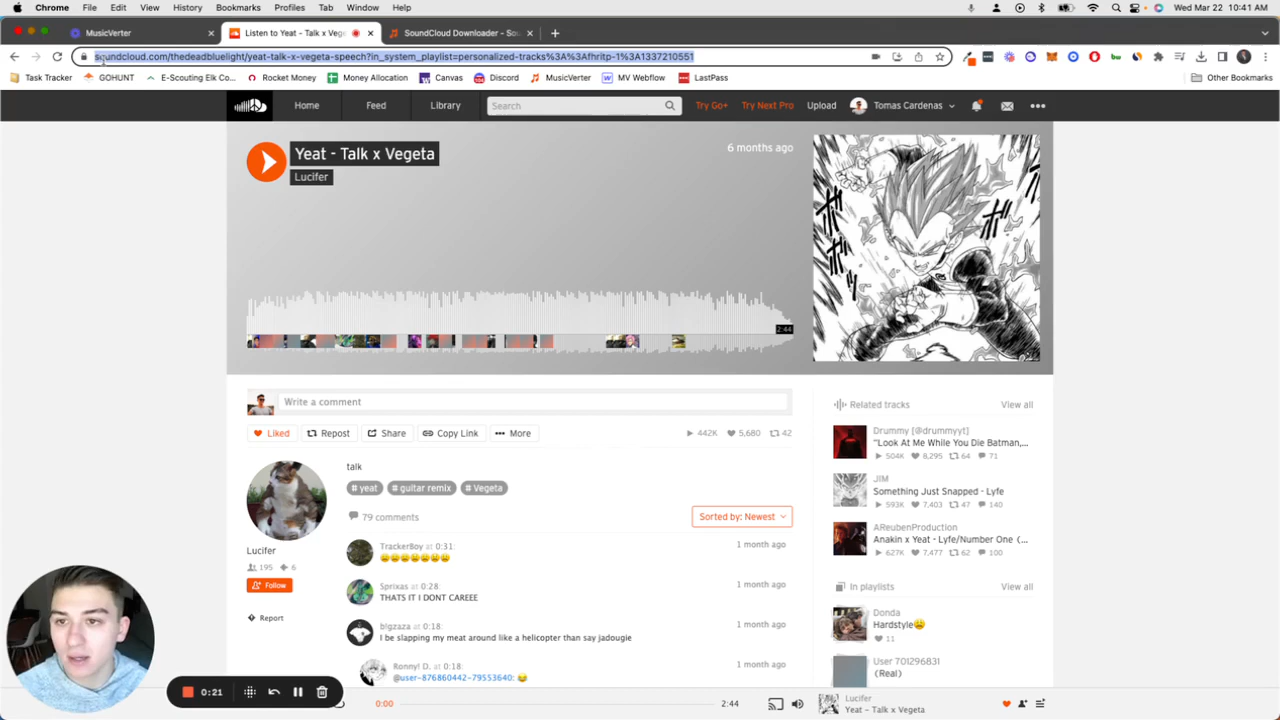 Chrome File Edit View History Bookmarks Profiles Tab Window Help Wed Mar 22 10:41 AM
MusicVerter Listen to Yeat - Talk x Veg SoundCloud Downloader - Sou
soundcloud.com/thedeadbluelight/yeat-talk-x-vegeta-speech?in_system_playlist=personalized-tracks%3A%3Afhritp-1%3A1337210551
Task Tracker GOHUNT E-Scouting Elk Co... Rocket Money Money Allocation Canvas Discord MusicVerter MV Webflow LastPass Other Bookmarks
Home Feed Library Search Try Go+ Try Next Pro Upload Tomas Cardenas
Yeat - Talk x Vegeta 6 months ago
Lucifer
2:44
Write a comment
Liked Repost Share Copy Link More 442K 5,680 42
talk
# yeat # guitar remix # Vegeta
79 comments Sorted by: Newest
Lucifer
195 6
Follow
Report
TrackerBoy at 0:31: 1 month ago
😩😩😩😩😩😩😩
Sprixas at 0:28: 1 month ago
THATS IT I DONT CAREEE
b!gzaza at 0:18: 1 month ago
I be slapping my meat around like a helicopter than say jadougie
Ronny! D. at 0:18: 1 month ago
@user-876860442-79553640: 😂
Related tracks View all
Drummy [@drummyyt]
“Look At Me While You Die Batman,...
504K 8,295 64 71
JIM
Something Just Snapped - Lyfe
593K 7,403 47 140
AReubenProduction
Anakin x Yeat - Lyfe/Number One (...
627K 7,477 62 100
In playlists View all
Donda
Hardstyle😩
11
User 701296831
(Real)
0:21
0:00 2:44 Lucifer
Yeat - Talk x Vegeta